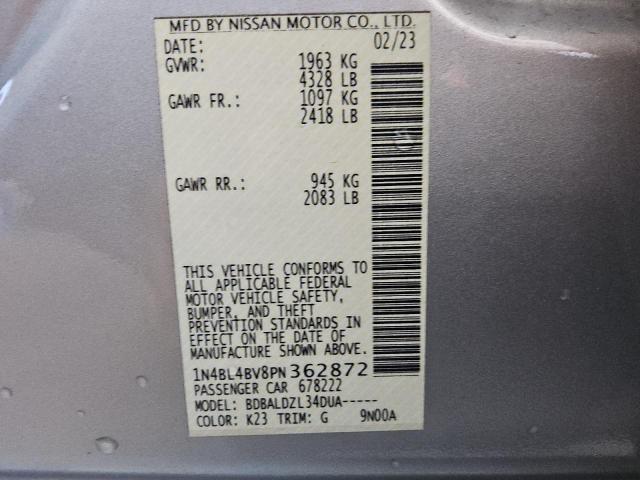 MFD BY NISSAN MOTOR CO., LTD.
DATE: 02/23
GVWR: 1963 KG
4328 LB
GAWR FR.: 1097 KG
2418 LB
GAWR RR.: 945 KG
2083 LB
THIS VEHICLE CONFORMS TO
ALL APPLICABLE FEDERAL
MOTOR VEHICLE SAFETY,
BUMPER, AND THEFT
PREVENTION STANDARDS IN
EFFECT ON THE DATE OF
MANUFACTURE SHOWN ABOVE.
1N4BL4BV8PN362872
PASSENGER CAR 678222
MODEL: BDBALDZL34DUA-----
COLOR: K23 TRIM: G 9N00A